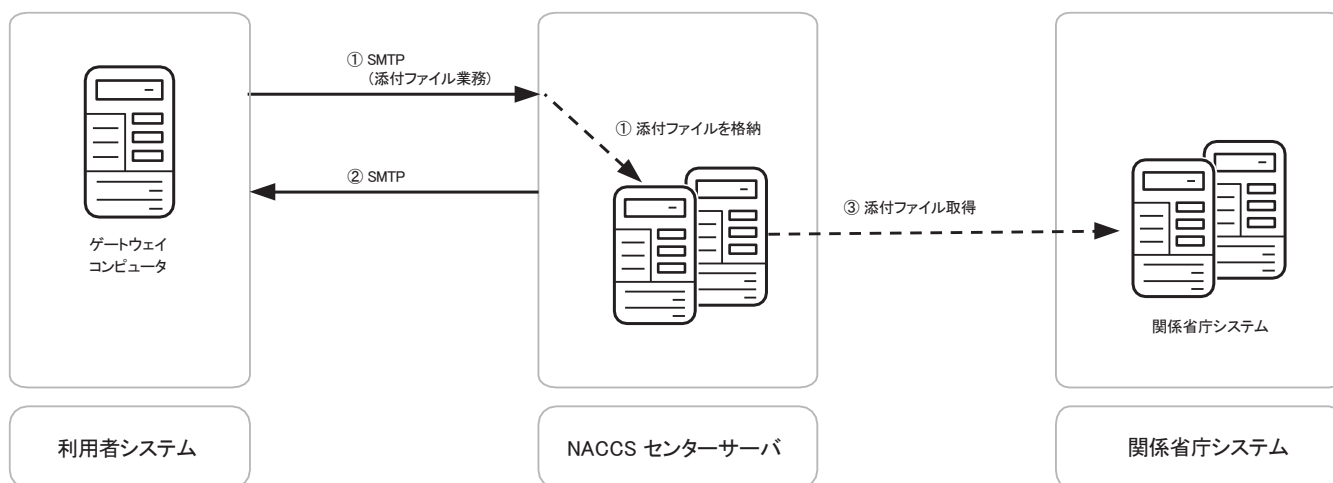 ① SMTP
(添付ファイル業務)
① 添付ファイルを格納
② SMTP
③ 添付ファイル取得
ゲートウェイ
コンピュータ
関係省庁システム
利用者システム
NACCS センターサーバ
関係省庁システム